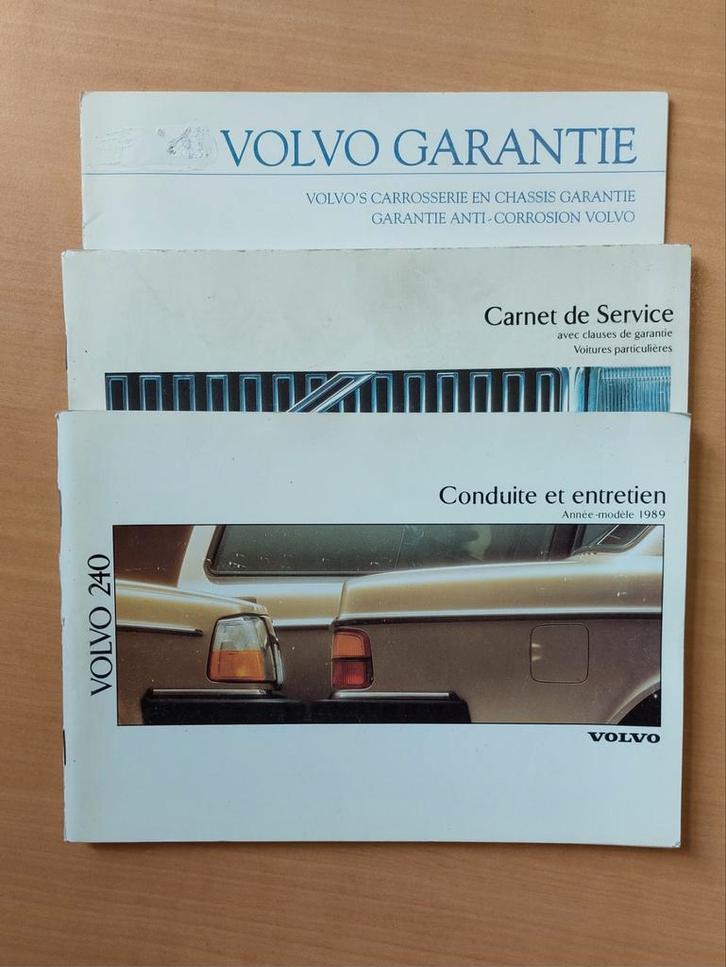 VOLVO GARANTIE
VOLVO'S CARROSSERIE EN CHASSIS GARANTIE
GARANTIE ANTI-CORROSION VOLVO
Carnet de Service
avec clauses de garantie
Voitures particulières
Conduite et entretien
Année-modèle 1989
VOLVO 240
VOLVO